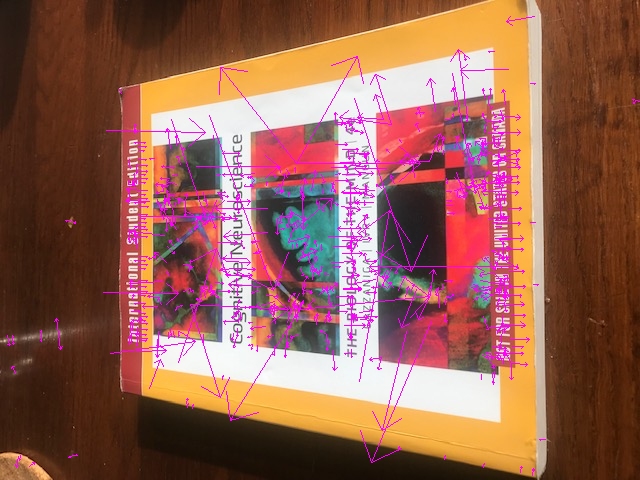 International Student Edition
Cognitive Neuroscience
THE BIOLOGY OF THE MIND
NOT FOR SALE IN THE UNITED STATES OR CANADA